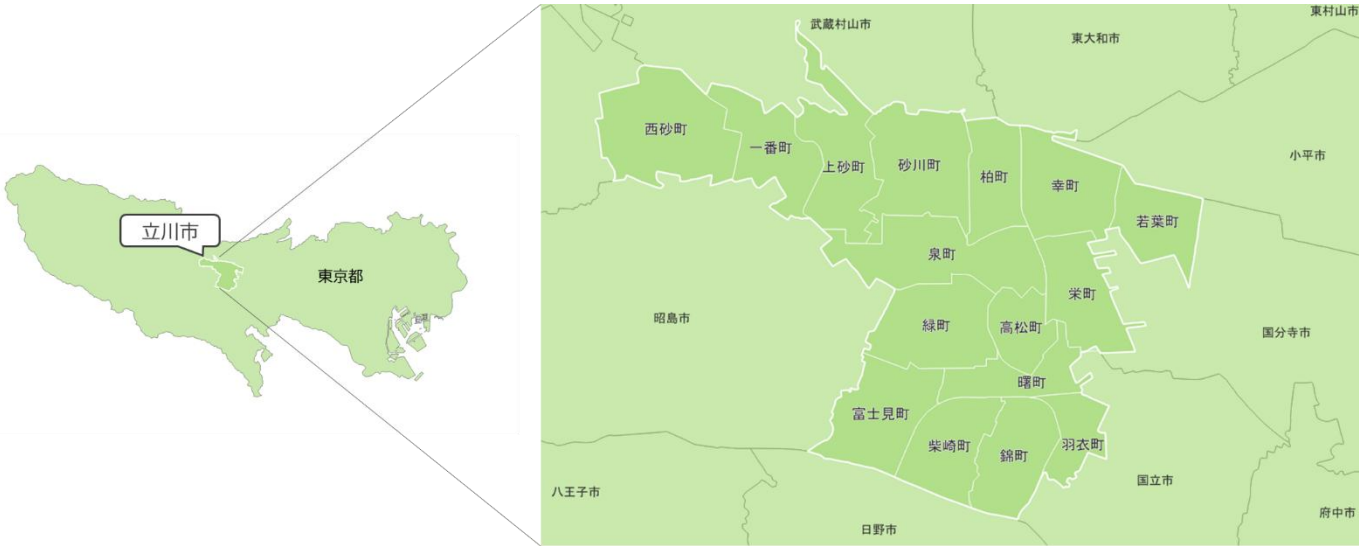 立川市
東京都
武蔵村山市
東村山市
東大和市
西砂町
一番町
上砂町
砂川町
柏町
幸町
小平市
若葉町
泉町
栄町
昭島市
緑町
高松町
国分寺市
曙町
富士見町
柴崎町
錦町
羽衣町
八王子市
国立市
日野市
府中市